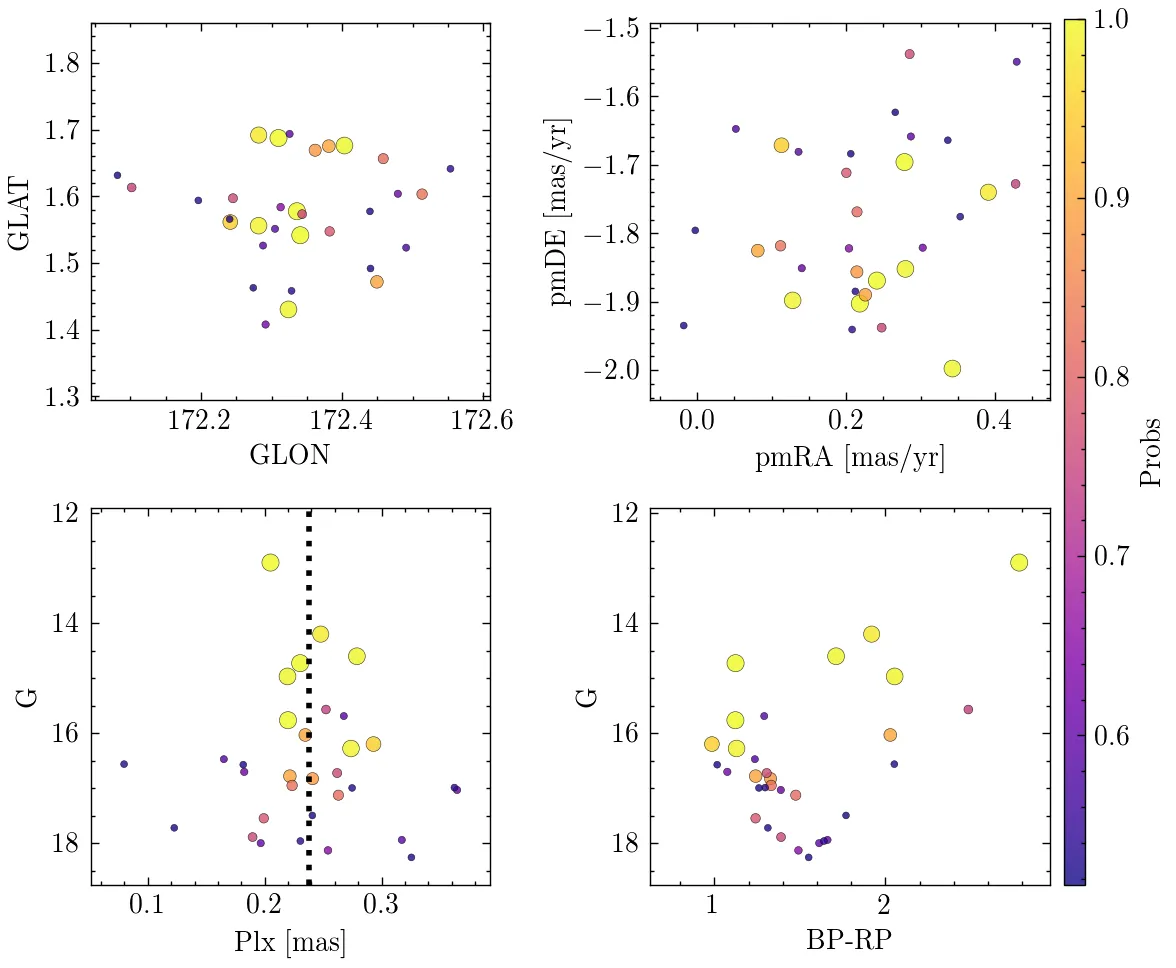 1.8
1.7
1.6
1.5
1.4
1.3
GLAT
172.2 172.4 172.6
GLON
−1.5
−1.6
−1.7
−1.8
−1.9
−2.0
pmDE [mas/yr]
0.0 0.2 0.4
pmRA [mas/yr]
12
14
16
18
G
0.1 0.2 0.3
Plx [mas]
12
14
16
18
G
1 2
BP-RP
1.0
0.9
0.8
0.7
0.6
Probs